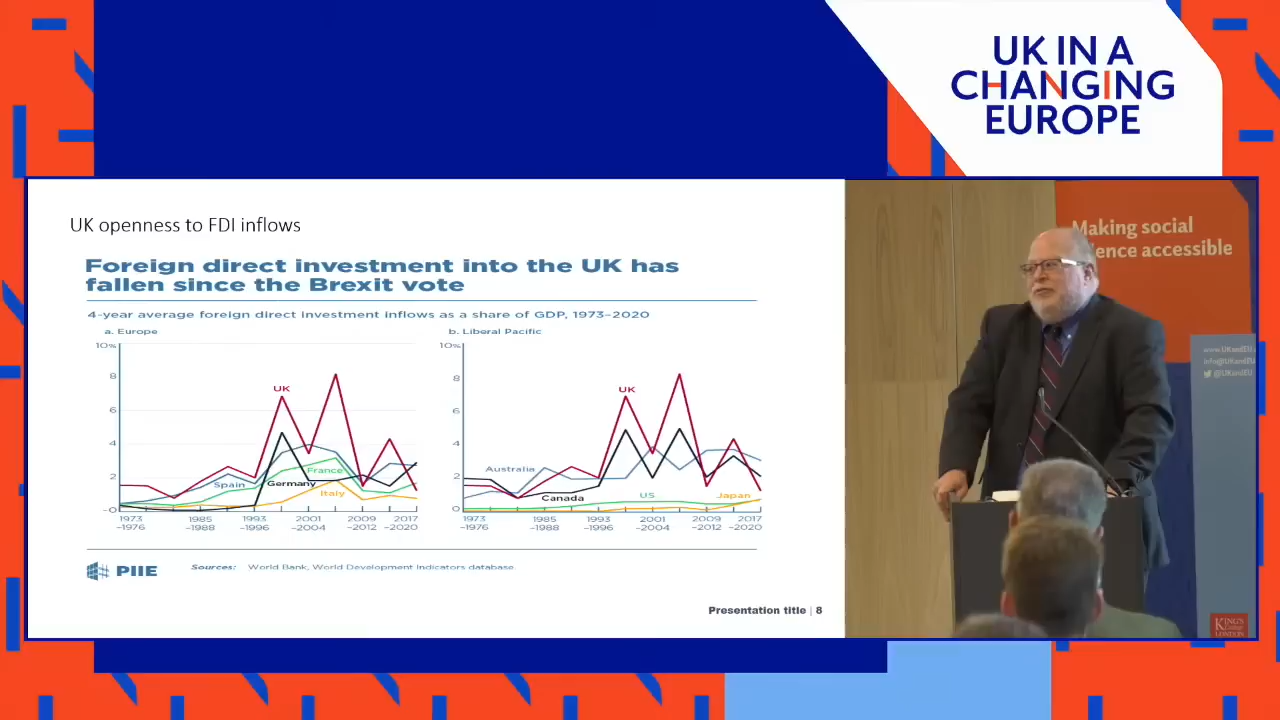 UK IN A
CHANGING
EUROPE
UK openness to FDI inflows
Foreign direct investment into the UK has
fallen since the Brexit vote
4-year average foreign direct investment inflows as a share of GDP, 1973–2020
a. Europe
10%
8
6
4
2
0
UK
Spain
France
Germany
Italy
1973 1985 1993 2001 2009 2017
–1976 –1988 –1996 –2004 –2012 –2020
b. Liberal Pacific
10%
8
6
4
2
0
UK
Australia
Canada
US
Japan
1973 1985 1993 2001 2009 2017
–1976 –1988 –1996 –2004 –2012 –2020
PIIE
Sources: World Bank, World Development Indicators database
Presentation title | 8
Making social
ence accessible
www.UKandEU
info@UKandEU
@UKandEU
KING'S
College
LONDON